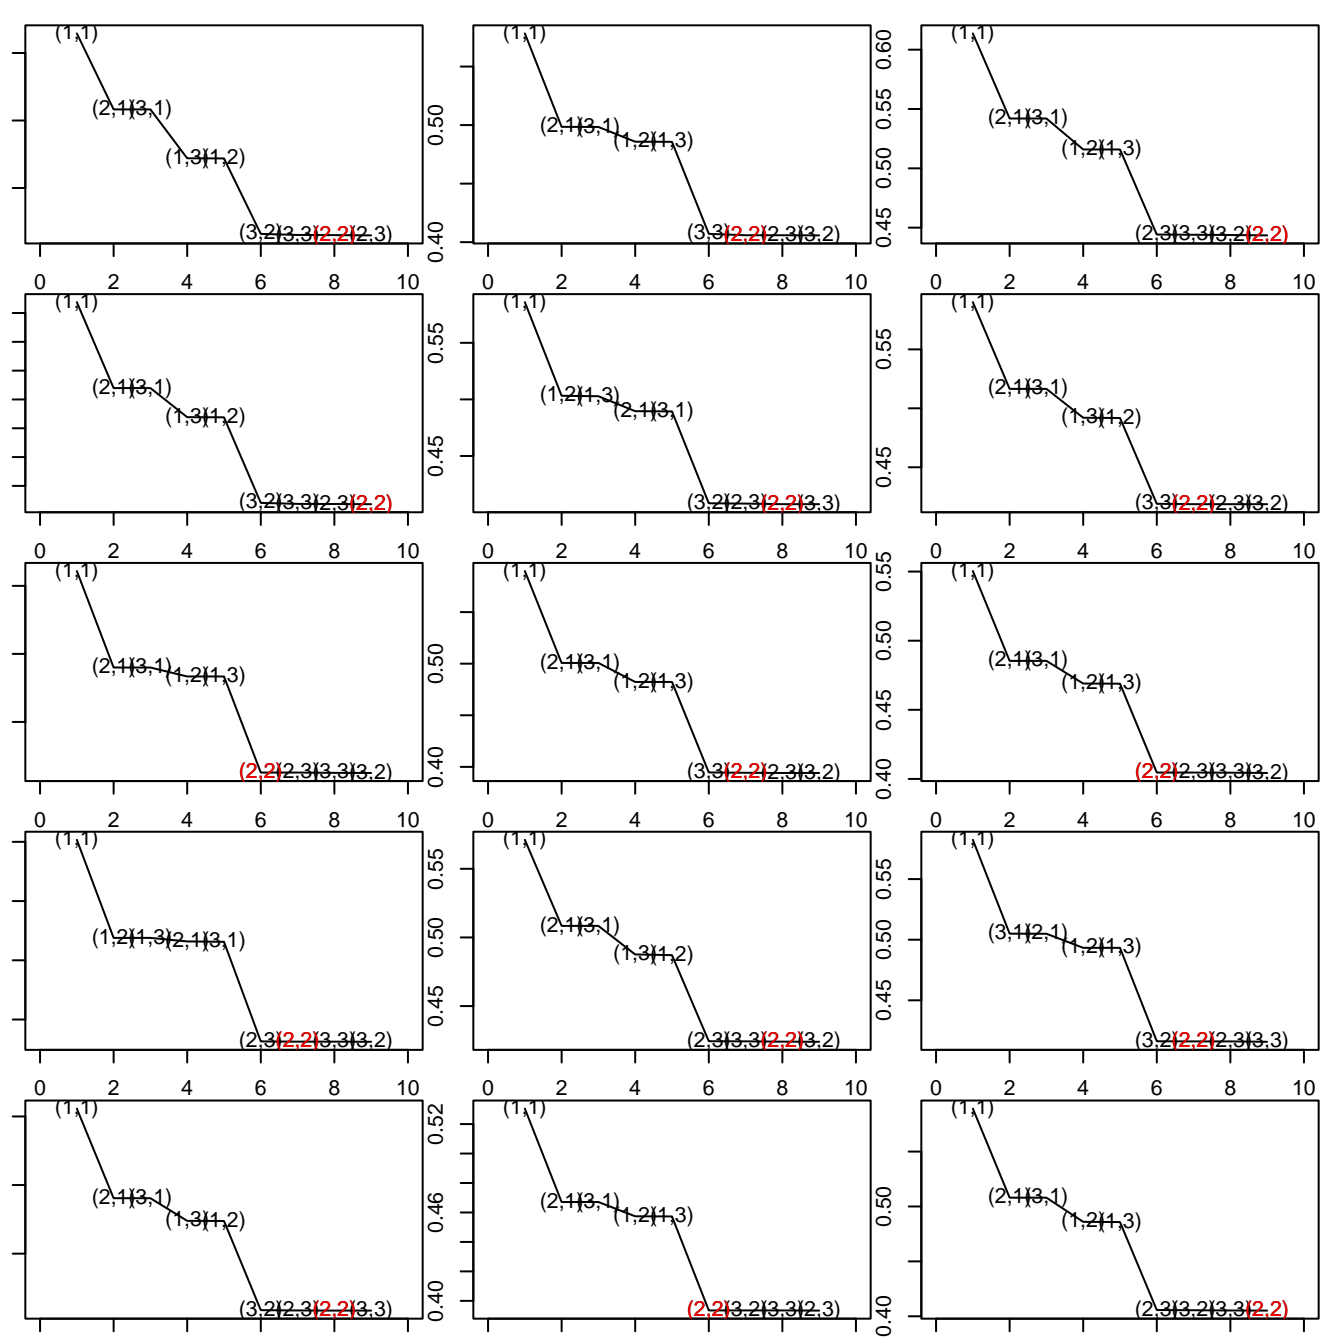 (1,1) (2,1) (3,1) (1,3) (1,2) (3,2) (3,3) (2,2) (2,3)
0.40 0.50
(1,1) (2,1) (3,1) (1,2) (1,3) (3,3) (2,2) (2,3) (3,2)
0.45 0.50 0.55 0.60
(1,1) (2,1) (3,1) (1,2) (1,3) (2,3) (3,3) (3,2) (2,2)
0 2 4 6 8 10 0 2 4 6 8 10 0 2 4 6 8 10
(1,1) (2,1) (3,1) (1,3) (1,2) (3,2) (3,3) (2,3) (2,2)
0.45 0.55
(1,1) (1,2) (1,3) (2,1) (3,1) (3,2) (2,3) (2,2) (3,3)
0.45 0.55
(1,1) (2,1) (3,1) (1,3) (1,2) (3,3) (2,2) (2,3) (3,2)
0 2 4 6 8 10 0 2 4 6 8 10 0 2 4 6 8 10
(1,1) (2,1) (3,1) (1,2) (1,3) (2,2) (2,3) (3,3) (3,2)
0.40 0.50
(1,1) (2,1) (3,1) (1,2) (1,3) (3,3) (2,2) (2,3) (3,2)
0.40 0.45 0.50 0.55
(1,1) (2,1) (3,1) (1,2) (1,3) (2,2) (2,3) (3,3) (3,2)
0 2 4 6 8 10 0 2 4 6 8 10 0 2 4 6 8 10
(1,1) (1,2) (1,3) (2,1) (3,1) (2,3) (2,2) (3,3) (3,2)
0.45 0.50 0.55
(1,1) (2,1) (3,1) (1,3) (1,2) (2,3) (3,3) (2,2) (3,2)
0.45 0.50 0.55
(1,1) (3,1) (2,1) (1,2) (1,3) (3,2) (2,2) (2,3) (3,3)
0 2 4 6 8 10 0 2 4 6 8 10 0 2 4 6 8 10
(1,1) (2,1) (3,1) (1,3) (1,2) (3,2) (2,3) (2,2) (3,3)
0.40 0.46 0.52
(1,1) (2,1) (3,1) (1,2) (1,3) (2,2) (3,2) (3,3) (2,3)
0.40 0.50
(1,1) (2,1) (3,1) (1,2) (1,3) (2,3) (3,2) (3,3) (2,2)